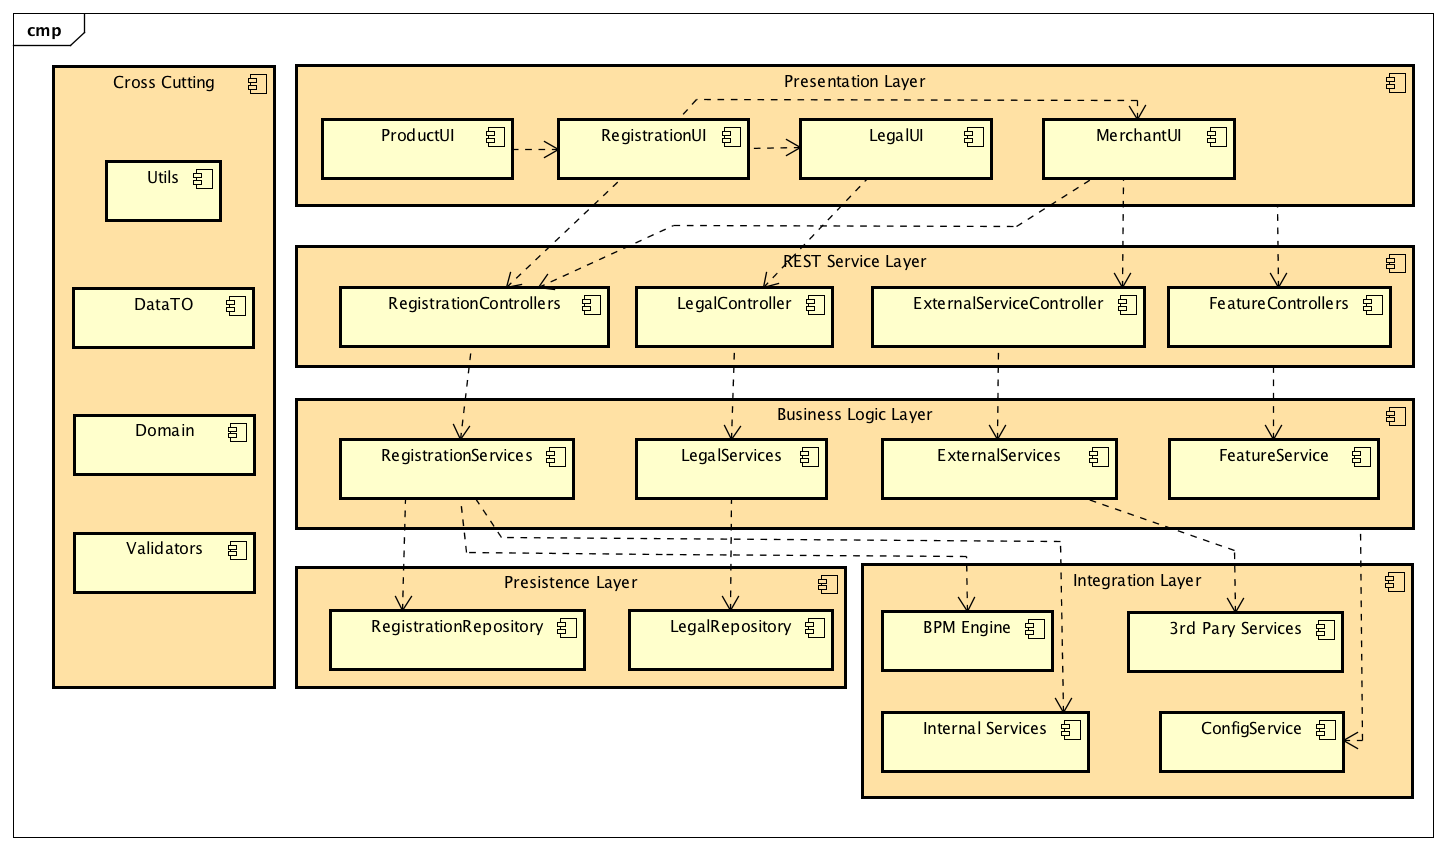 cmp
Cross Cutting
Utils
DataTO
Domain
Validators
Presentation Layer
ProductUI
RegistrationUI
LegalUI
MerchantUI
REST Service Layer
RegistrationControllers
LegalController
ExternalServiceController
FeatureControllers
Business Logic Layer
RegistrationServices
LegalServices
ExternalServices
FeatureService
Presistence Layer
RegistrationRepository
LegalRepository
Integration Layer
BPM Engine
3rd Pary Services
Internal Services
ConfigService